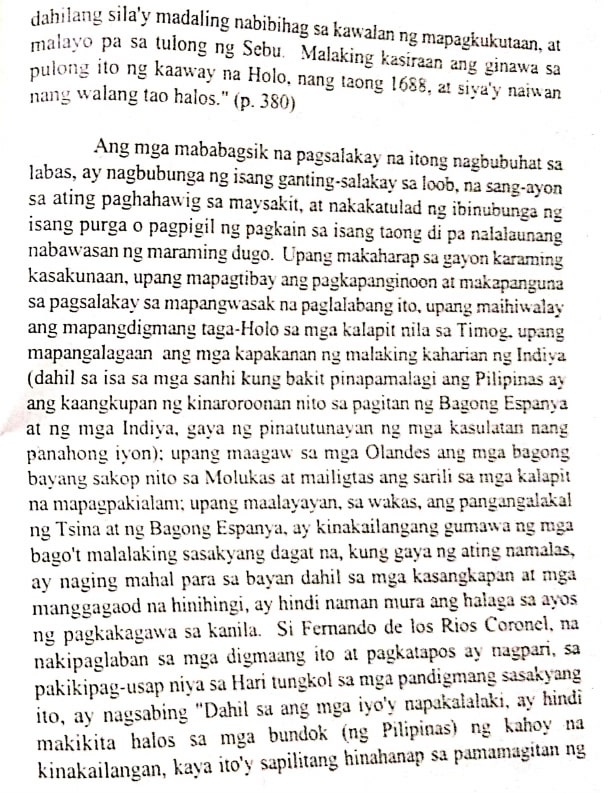 dahilang sila'y madaling nabibihag sa kawalan ng mapagkukutaan, at
malayo pa sa tulong ng Sebu. Malaking kasiraan ang ginawa sa
pulong ito ng kaaway na Holo, nang taong 1688, at siya'y naiwan
nang walang tao halos." (p. 380)
Ang mga mababagsik na pagsalakay na itong nagbubuhat sa
labas, ay nagbubunga ng isang ganting-salakay sa loob, na sang-ayon
sa ating paghahawig sa maysakit, at nakakatulad ng ibinubunga ng
isang purga o pagpigil ng pagkain sa isang taong di pa nalalaunang
nabawasan ng maraming dugo. Upang makaharap sa gayon karaming
kasakunaan, upang mapagtibay ang pagkapanginoon at makapanguna
sa pagsalakay sa mapangwasak na paglalabang ito, upang maihiwalay
ang mapangdigmang taga-Holo sa mga kalapit nila sa Timog, upang
mapangalagaan ang mga kapakanan ng malaking kaharian ng Indiya
(dahil sa isa sa mga sanhi kung bakit pinapamalagi ang Pilipinas ay
ang kaangkupan ng kinaroroonan nito sa pagitan ng Bagong Espanya
at ng mga Indiya, gaya ng pinatutunayan ng mga kasulatan nang
panahong iyon); upang maagaw sa mga Olandes ang mga bagong
bayang sakop nito sa Molukas at mailigtas ang sarili sa mga kalapit
na mapagpakialam; upang maalayayan, sa wakas, ang pangangalakal
ng Tsina at ng Bagong Espanya, ay kinakailangang gumawa ng mga
bago't malalaking sasakyang dagat na, kung gaya ng ating namalas,
ay naging mahal para sa bayan dahil sa mga kasangkapan at mga
manggagaod na hinihingi, ay hindi naman mura ang halaga sa ayos
ng pagkakagawa sa kanila. Si Fernando de los Rios Coronel, na
nakipaglaban sa mga digmaang ito at pagkatapos ay nagpari, sa
pakikipag-usap niya sa Hari tungkol sa mga pandigmang sasakyang
ito, ay nagsabing "Dahil sa ang mga iyo'y napakalalaki, ay hindi
makikita halos sa mga bundok (ng Pilipinas) ng kahoy na
kinakailangan, kaya ito'y sapilitang hinahanap sa pamamagitan ng